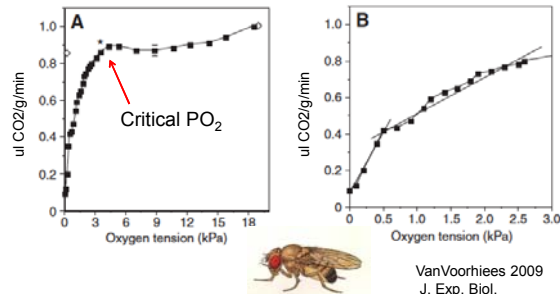 A
ul CO2/g/min
1.0
0.8
0.6
0.4
0.2
0
*
Critical PO2
0 3 6 9 12 15 18
Oxygen tension (kPa)
B
ul CO2/g/min
1.0
0.8
0.6
0.4
0.2
0
0 0.5 1.0 1.5 2.0 2.5 3.0
Oxygen tension (kPa)
VanVoorhiees 2009
J. Exp. Biol.